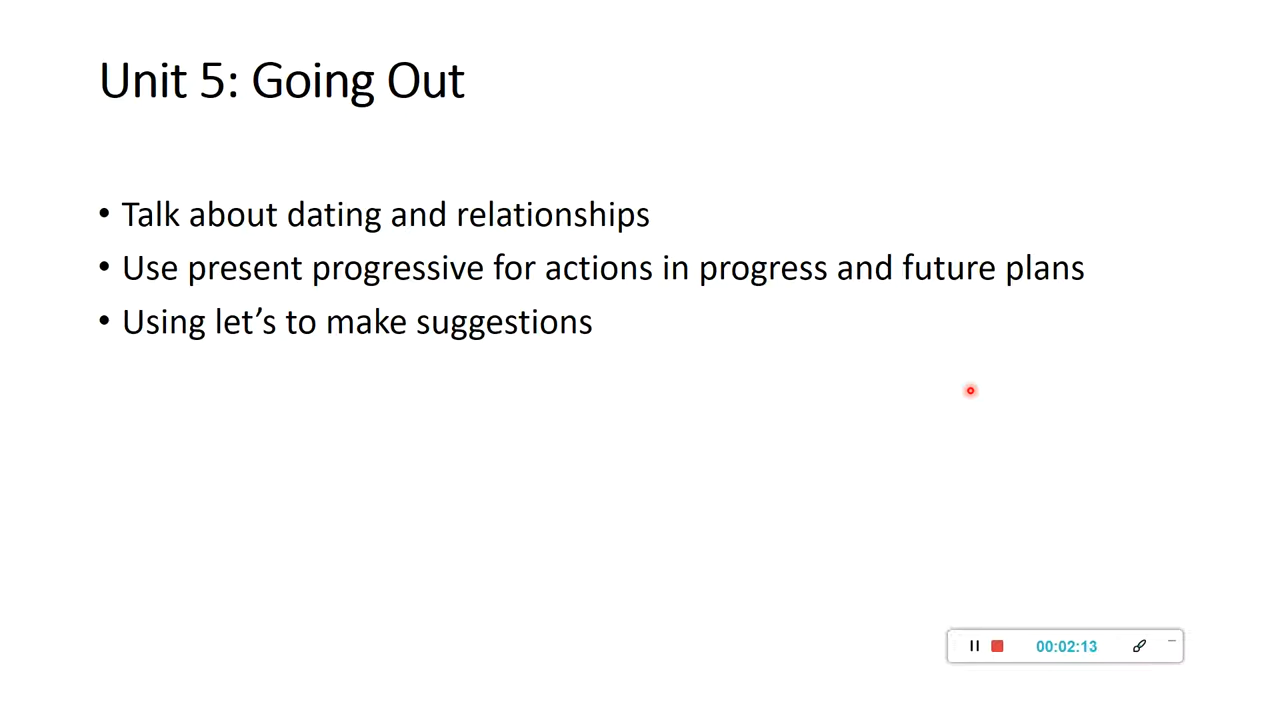 Unit 5: Going Out
• Talk about dating and relationships
• Use present progressive for actions in progress and future plans
• Using let’s to make suggestions
00:02:13